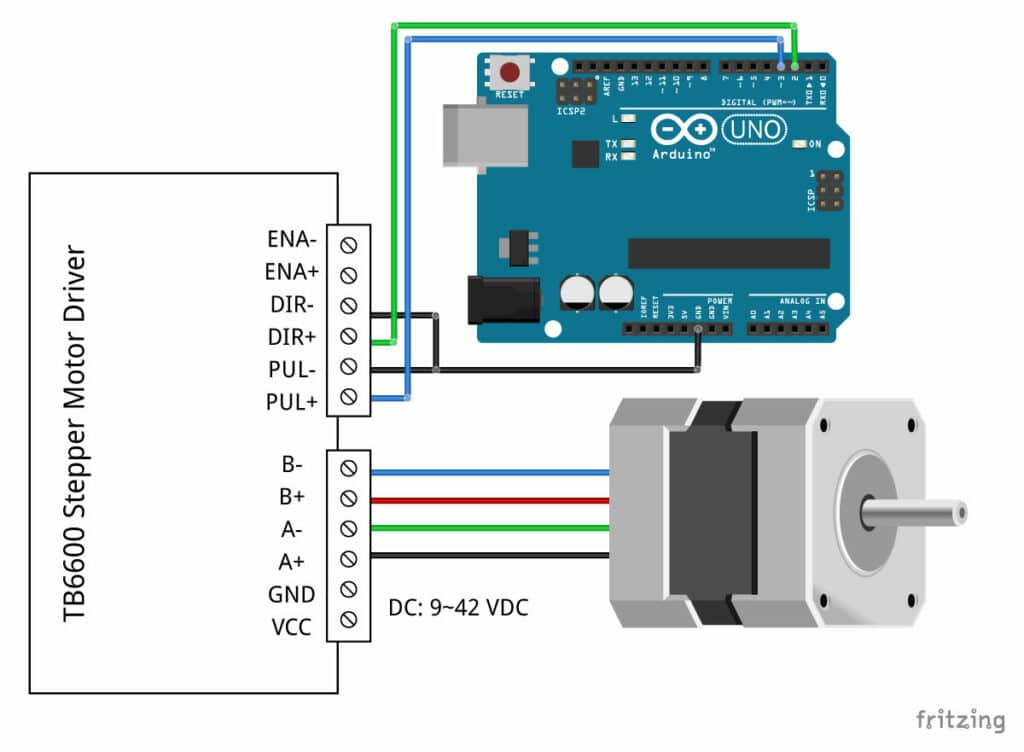 TB6600 Stepper Motor Driver
ENA-
ENA+
DIR-
DIR+
PUL-
PUL+
B-
B+
A-
A+
GND
VCC
DC: 9~42 VDC
RESET
ICSP2
AREF
GND
13
12
~11
~10
~9
8
7
~6
~5
4
~3
2
TX0▶1
RX0◀0
DIGITAL (PWM=~)
L
TX
RX
UNO
Arduino™
ON
1
ICSP
IOREF
RESET
3V3
5V
GND
GND
VIN
POWER
ANALOG IN
A0
A1
A2
A3
A4
A5
fritzing